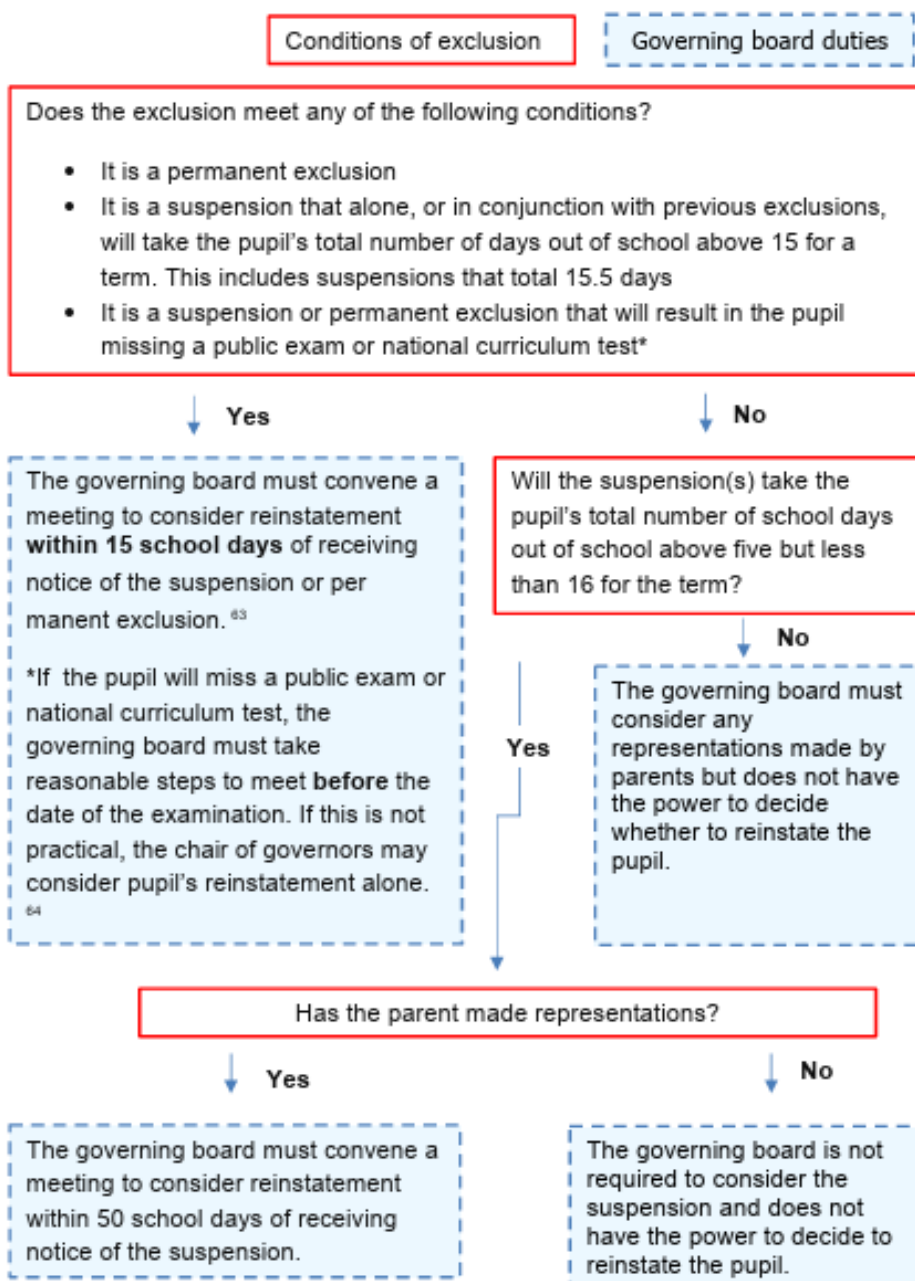 Conditions of exclusion
Governing board duties
Does the exclusion meet any of the following conditions?
• It is a permanent exclusion
• It is a suspension that alone, or in conjunction with previous exclusions,
will take the pupil's total number of days out of school above 15 for a
term. This includes suspensions that total 15.5 days
• It is a suspension or permanent exclusion that will result in the pupil
missing a public exam or national curriculum test*
Yes
No
The governing board must convene a
meeting to consider reinstatement
within 15 school days of receiving
notice of the suspension or per
manent exclusion. 63
*If the pupil will miss a public exam or
national curriculum test, the
governing board must take
reasonable steps to meet before the
date of the examination. If this is not
practical, the chair of governors may
consider pupil's reinstatement alone.
64
Will the suspension(s) take the
pupil's total number of school days
out of school above five but less
than 16 for the term?
Yes
No
The governing board must
consider any
representations made by
parents but does not have
the power to decide
whether to reinstate the
pupil.
Has the parent made representations?
Yes
No
The governing board must convene a
meeting to consider reinstatement
within 50 school days of receiving
notice of the suspension.
The governing board is not
required to consider the
suspension and does not
have the power to decide to
reinstate the pupil.